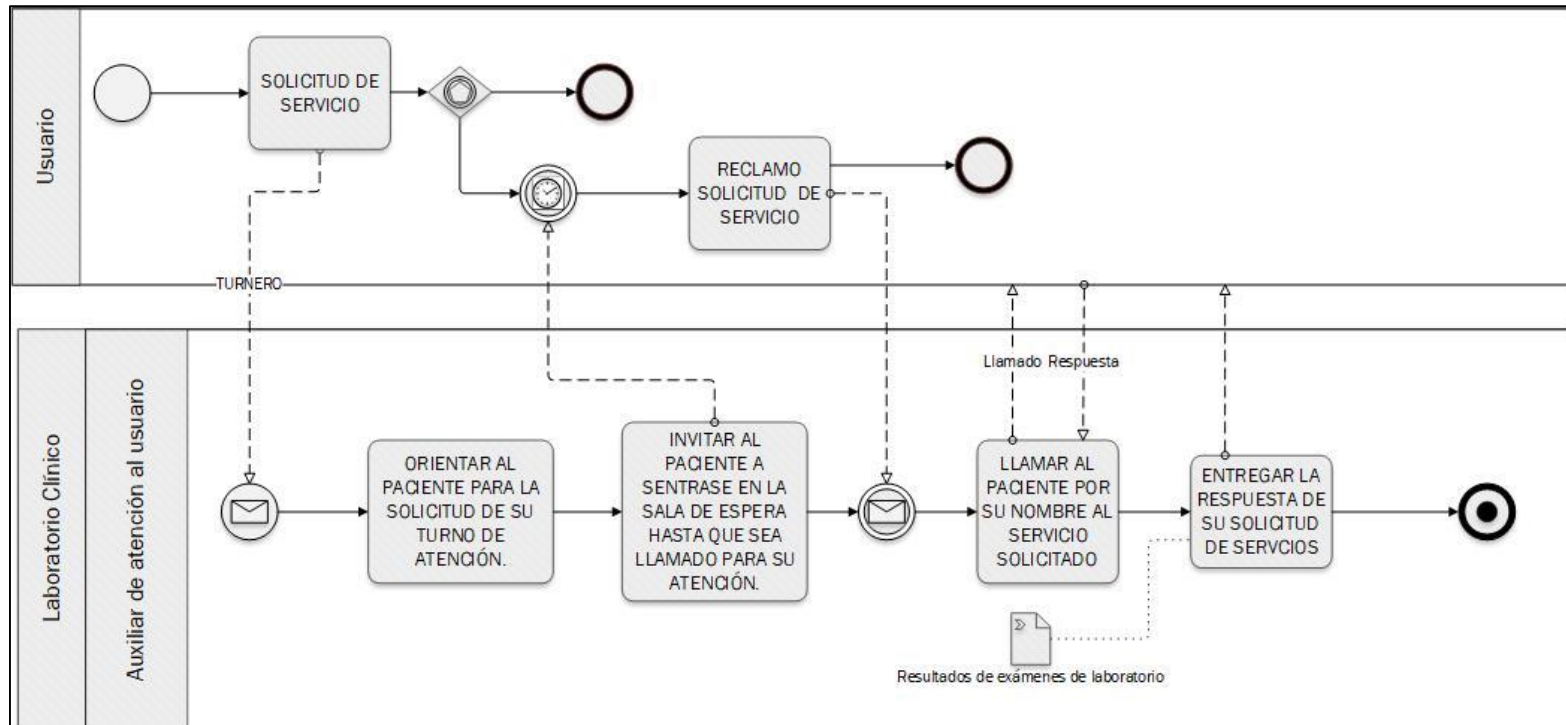 Usuario
SOLICITUD DE
SERVICIO
RECLAMO
SOLICITUD DE
SERVICIO
TURNERO
Laboratorio Clínico
Auxiliar de atención al usuario
ORIENTAR AL
PACIENTE PARA LA
SOLICITUD DE SU
TURNO DE
ATENCIÓN.
INVITAR AL
PACIENTE A
SENTRASE EN LA
SALA DE ESPERA
HASTA QUE SEA
LLAMADO PARA SU
ATENCIÓN.
Llamado Respuesta
LLAMAR AL
PACIENTE POR
SU NOMBRE AL
SERVICIO
SOLICITADO
ENTREGAR LA
RESPUESTA DE
SU SOLICITUD
DE SERVCIOS
Resultados de exámenes de laboratorio